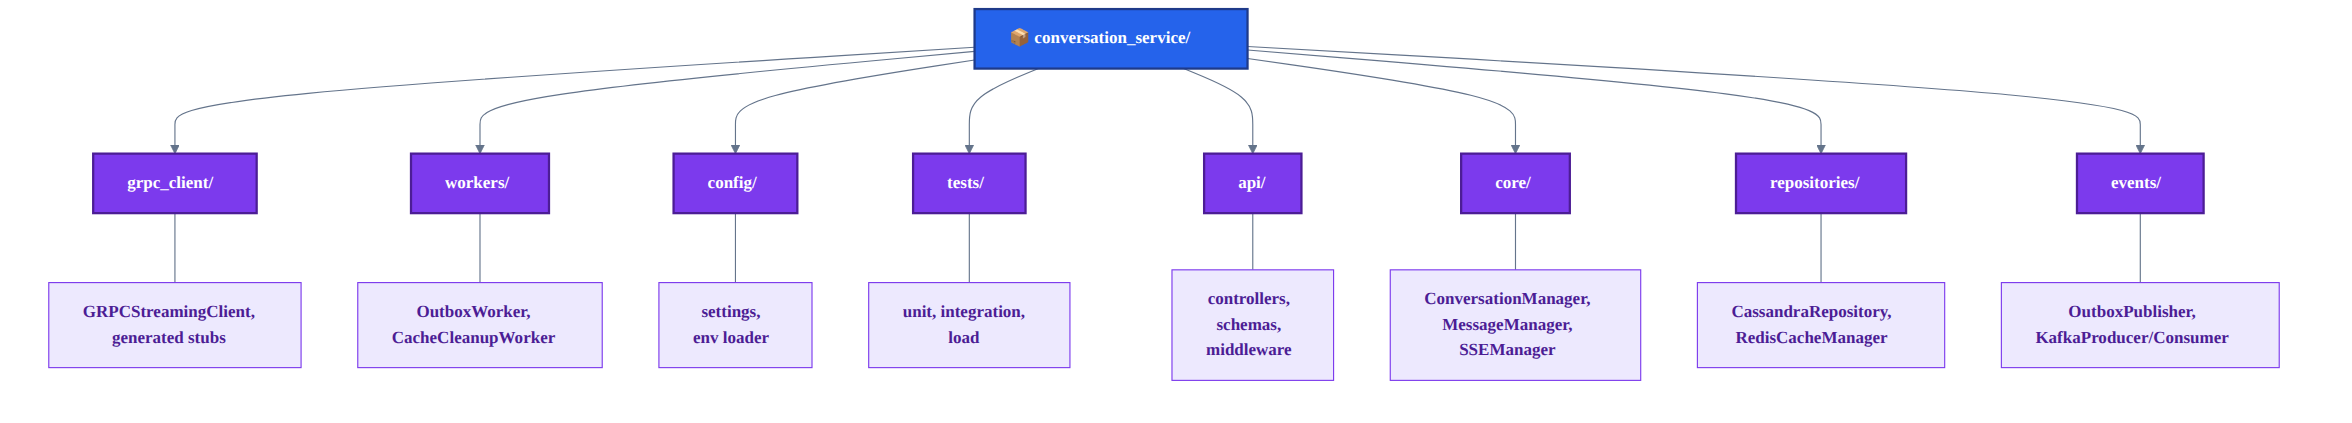 📦 conversation_service/
grpc_client/
workers/
config/
tests/
api/
core/
repositories/
events/
GRPCStreamingClient,
generated stubs
OutboxWorker,
CacheCleanupWorker
settings,
env loader
unit, integration,
load
controllers,
schemas,
middleware
ConversationManager,
MessageManager,
SSEManager
CassandraRepository,
RedisCacheManager
OutboxPublisher,
KafkaProducer/Consumer